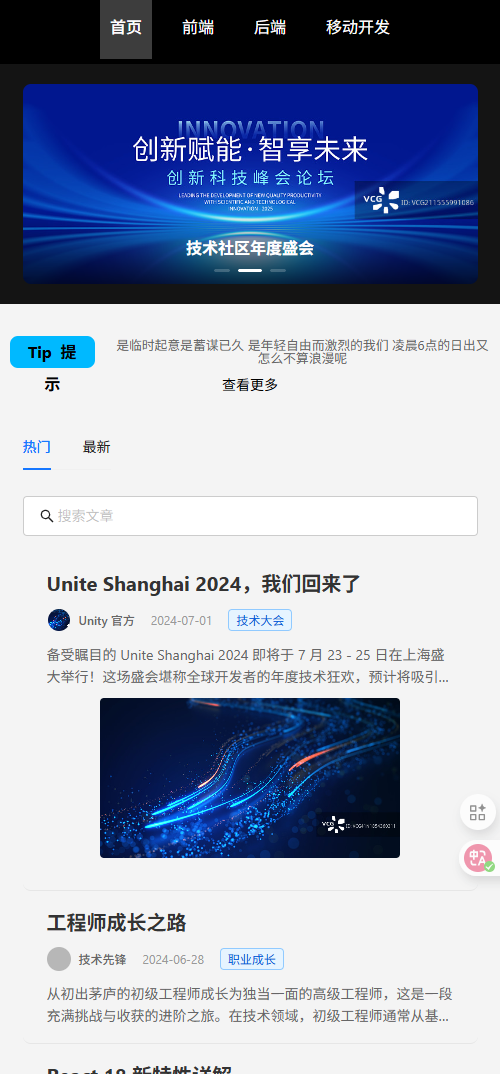 首页 前端 后端 移动开发
INNOVATION
创新赋能·智享未来
创新科技峰会论坛
LEADING THE DEVELOPMENT OF NEW QUALITY PRODUCTIVITY
WITH SCIENTIFIC AND TECHNOLOGICAL
INNOVATION · 2025
VCG ID: VCG211555991086
技术社区年度盛会
Tip 提
示
是临时起意是蓄谋已久 是年轻自由而激烈的我们 凌晨6点的日出又
怎么不算浪漫呢
查看更多
热门 最新
搜索文章
Unite Shanghai 2024，我们回来了
Unity 官方 2024-07-01 技术大会
备受瞩目的 Unite Shanghai 2024 即将于 7 月 23 - 25 日在上海盛
大举行！这场盛会堪称全球开发者的年度技术狂欢，预计将吸引...
VCG
工程师成长之路
技术先锋 2024-06-28 职业成长
从初出茅庐的初级工程师成长为独当一面的高级工程师，这是一段
充满挑战与收获的进阶之旅。在技术领域，初级工程师通常从基...
React 18 新特性详解